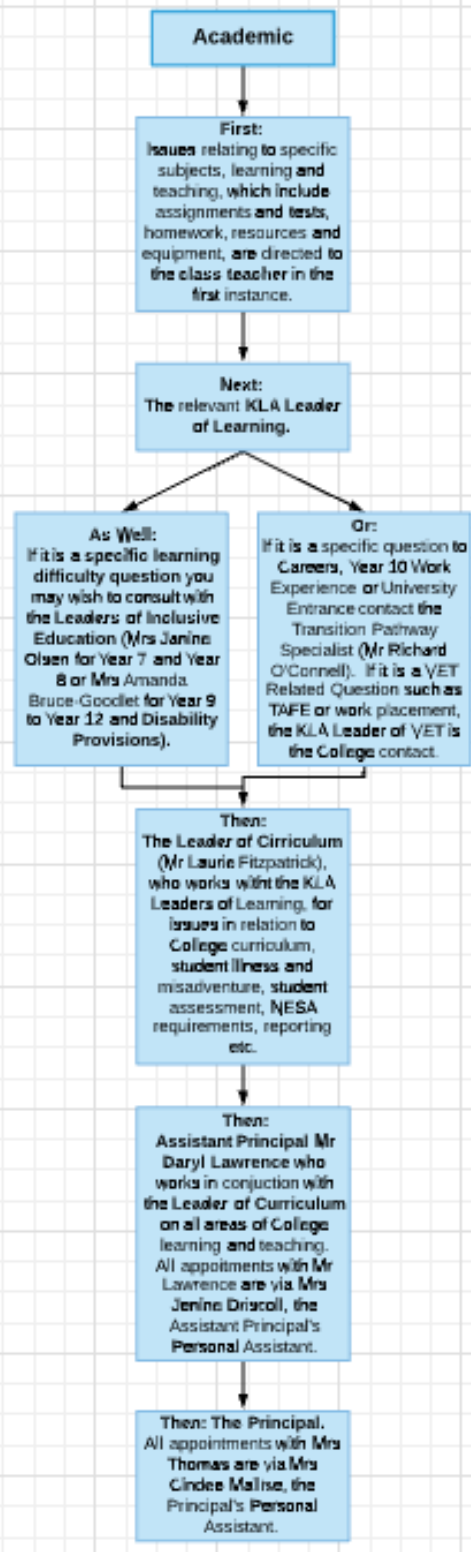 Academic
First:
Issues relating to specific
subjects, learning and
teaching, which include
assignments and tests,
homework, resources and
equipment, are directed to
the class teacher in the
first instance.
Next:
The relevant KLA Leader
of Learning.
As Well:
If it is a specific learning
difficulty question you
may wish to consult with
the Leaders of Inclusive
Education (Mrs Janine
Olsen for Year 7 and Year
8 or Mrs Amanda
Bruce-Goodlet for Year 9
to Year 12 and Disability
Provisions).
Or:
If it is a specific question to
Careers, Year 10 Work
Experience or University
Entrance contact the
Transition Pathway
Specialist (Mr Richard
O'Connell). If it is a VET
Related Question such as
TAFE or work placement,
the KLA Leader of VET is
the College contact.
Then:
The Leader of Cirriculum
(Mr Laurie Fitzpatrick),
who works witht the KLA
Leaders of Learning, for
issues in relation to
College curriculum,
student illness and
misadventure, student
assessment, NESA
requirements, reporting
etc.
Then:
Assistant Principal Mr
Daryl Lawrence who
works in conjuction with
the Leader of Curriculum
on all areas of College
learning and teaching.
All appoitments with Mr
Lawrence are via Mrs
Jenine Driscoll, the
Assistant Principal's
Personal Assistant.
Then: The Principal.
All appointments with Mrs
Thomas are via Mrs
Cindee the
Principal's Personal
Assistant.